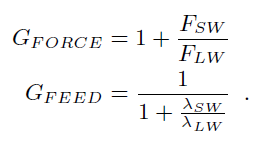 G_{FORCE} = 1 + \frac{F_{SW}}{F_{LW}}
G_{FEED} = \frac{1}{1 + \frac{\lambda_{SW}}{\lambda_{LW}}} .